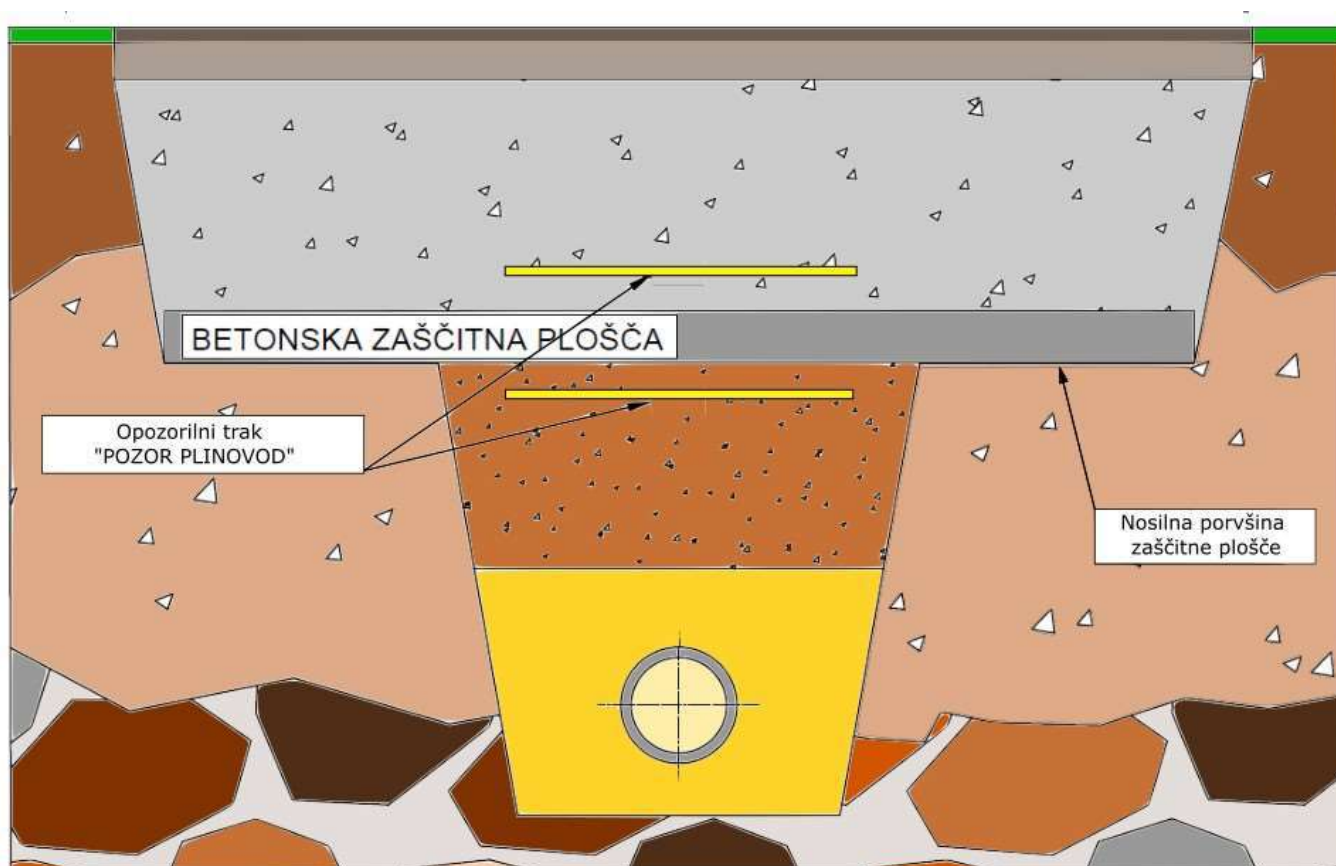 BETONSKA ZAŠČITNA PLOŠČA
Opozorilni trak
"POZOR PLINOVOD"
Nosilna porvšina
zaščitne plošče